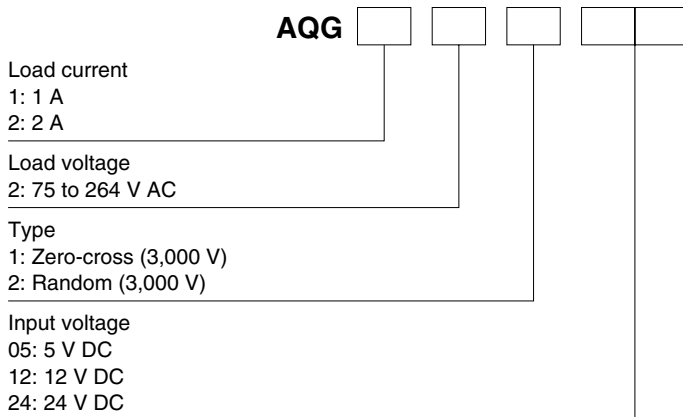 AQG
Load current
1: 1 A
2: 2 A
Load voltage
2: 75 to 264 V AC
Type
1: Zero-cross (3,000 V)
2: Random (3,000 V)
Input voltage
05: 5 V DC
12: 12 V DC
24: 24 V DC